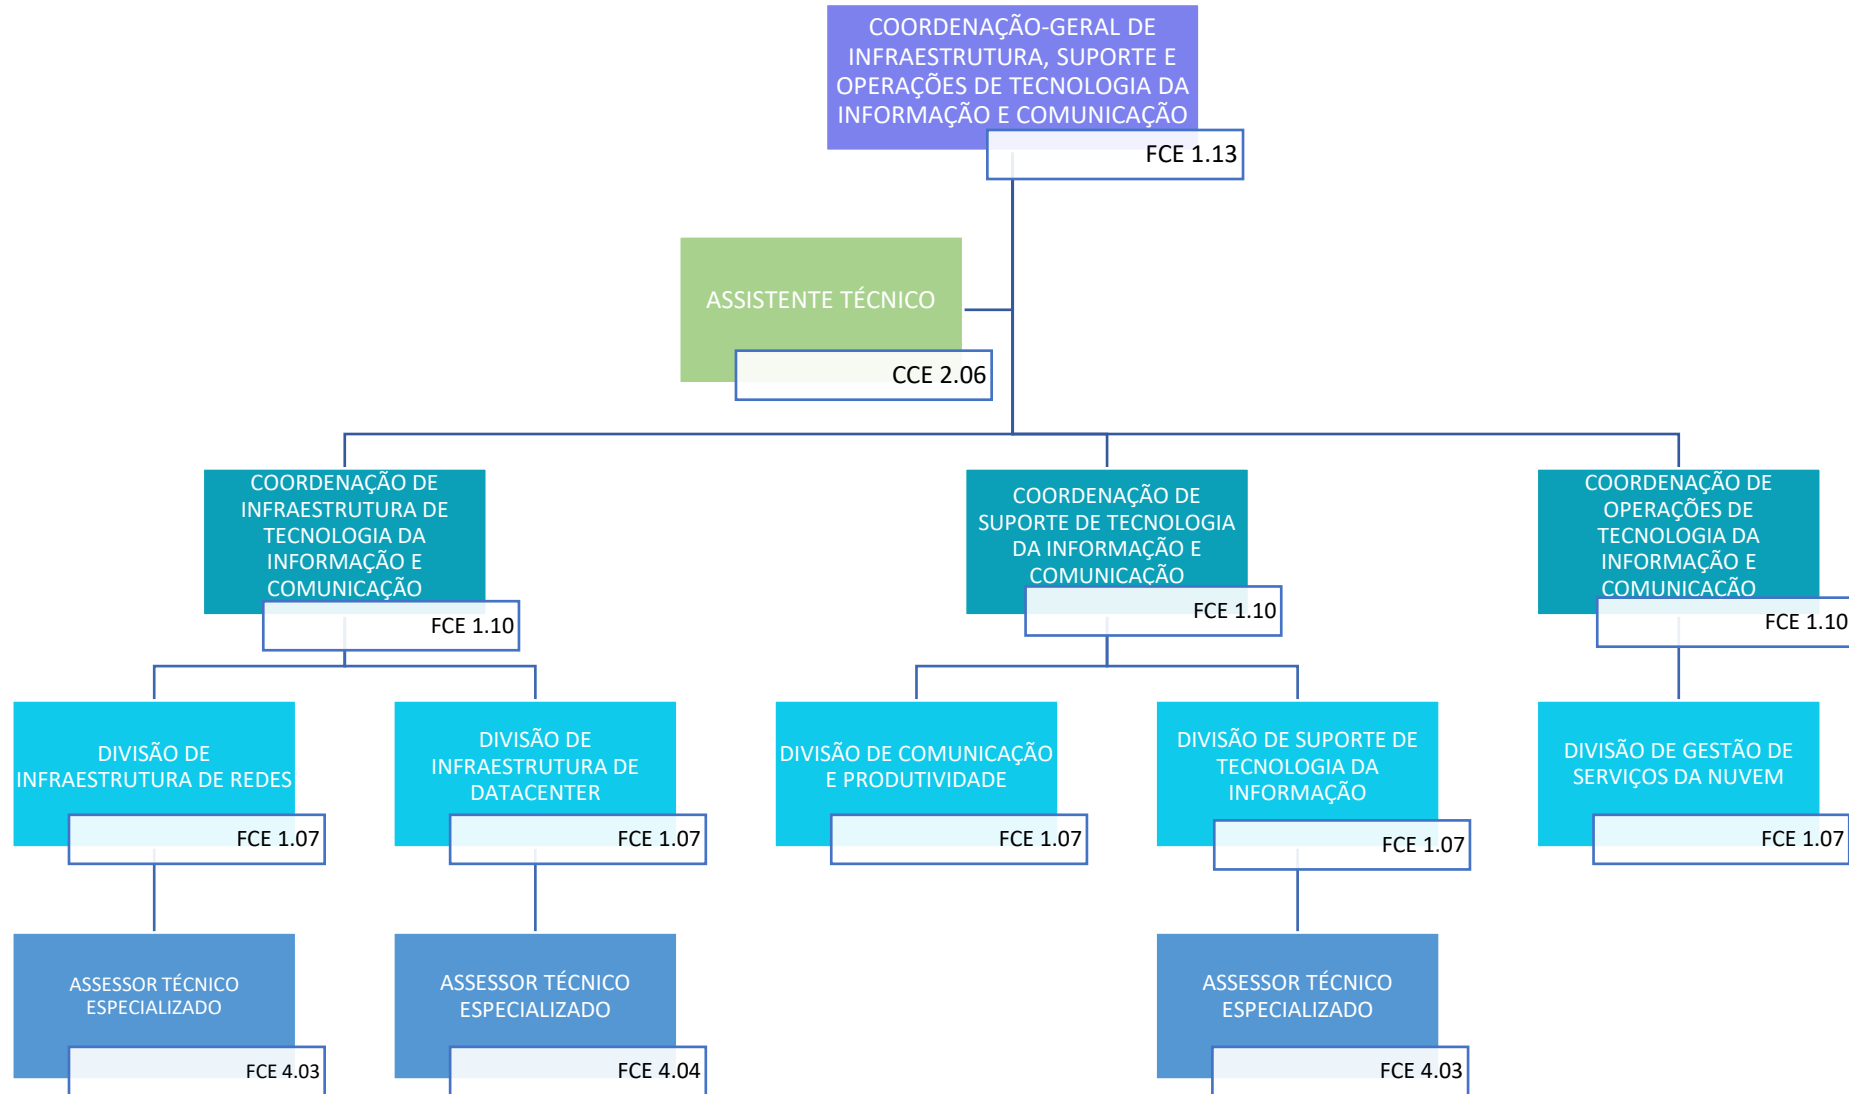 COORDENAÇÃO-GERAL DE
INFRAESTRUTURA, SUPORTE E
OPERAÇÕES DE TECNOLOGIA DA
INFORMAÇÃO E COMUNICAÇÃO
FCE 1.13
ASSISTENTE TÉCNICO
CCE 2.06
COORDENAÇÃO DE
INFRAESTRUTURA DE
TECNOLOGIA DA
INFORMAÇÃO E
COMUNICAÇÃO
FCE 1.10
COORDENAÇÃO DE
SUPORTE DE TECNOLOGIA
DA INFORMAÇÃO E
COMUNICAÇÃO
FCE 1.10
COORDENAÇÃO DE
OPERAÇÕES DE
TECNOLOGIA DA
INFORMAÇÃO E
COMUNICAÇÃO
FCE 1.10
DIVISÃO DE
INFRAESTRUTURA DE REDES
FCE 1.07
DIVISÃO DE
INFRAESTRUTURA DE
DATACENTER
FCE 1.07
DIVISÃO DE COMUNICAÇÃO
E PRODUTIVIDADE
FCE 1.07
DIVISÃO DE SUPORTE DE
TECNOLOGIA DA
INFORMAÇÃO
FCE 1.07
DIVISÃO DE GESTÃO DE
SERVIÇOS DA NUVEM
FCE 1.07
ASSESSOR TÉCNICO
ESPECIALIZADO
FCE 4.03
ASSESSOR TÉCNICO
ESPECIALIZADO
FCE 4.04
ASSESSOR TÉCNICO
ESPECIALIZADO
FCE 4.03